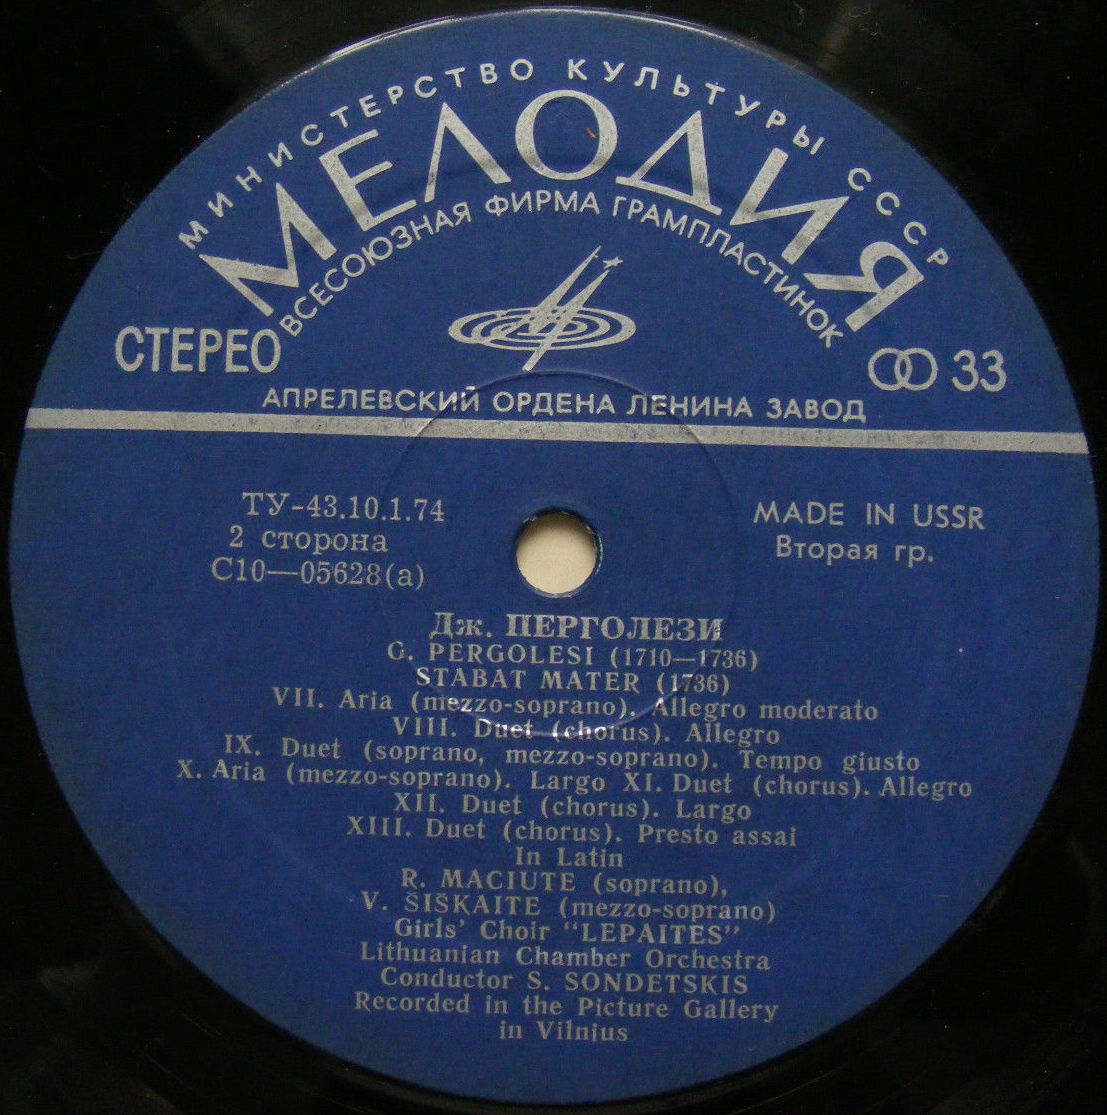 МИНИСТЕРСТВО КУЛЬТУРЫ СССР
МЕЛОДИЯ
ВСЕСОЮЗНАЯ ФИРМА ГРАМПЛАСТИНОК
СТЕРЕО
33
АПРЕЛЕВСКИЙ ОРДЕНА ЛЕНИНА ЗАВОД
ТУ-43.10.1.74
2 сторона
С10—05628(а)
MADE IN USSR
Вторая гр.
Дж. ПЕРГОЛЕЗИ
G. PERGOLESI (1710—1736)
STABAT MATER (1736)
VII. Aria (mezzo-soprano). Allegro moderato
VIII. Duet (chorus). Allegro
IX. Duet (soprano, mezzo-soprano). Tempo giusto
X. Aria (mezzo-soprano). Largo XI. Duet (chorus). Allegro
XII. Duet (chorus). Largo
XIII. Duet (chorus). Presto assai
In Latin
R. MACIUTE (soprano),
V. ŠIŠKAITE (mezzo-soprano)
Girls' Choir "LEPAITES"
Lithuanian Chamber Orchestra
Conductor S. SONDETSKIS
Recorded in the Picture Gallery
in Vilnius